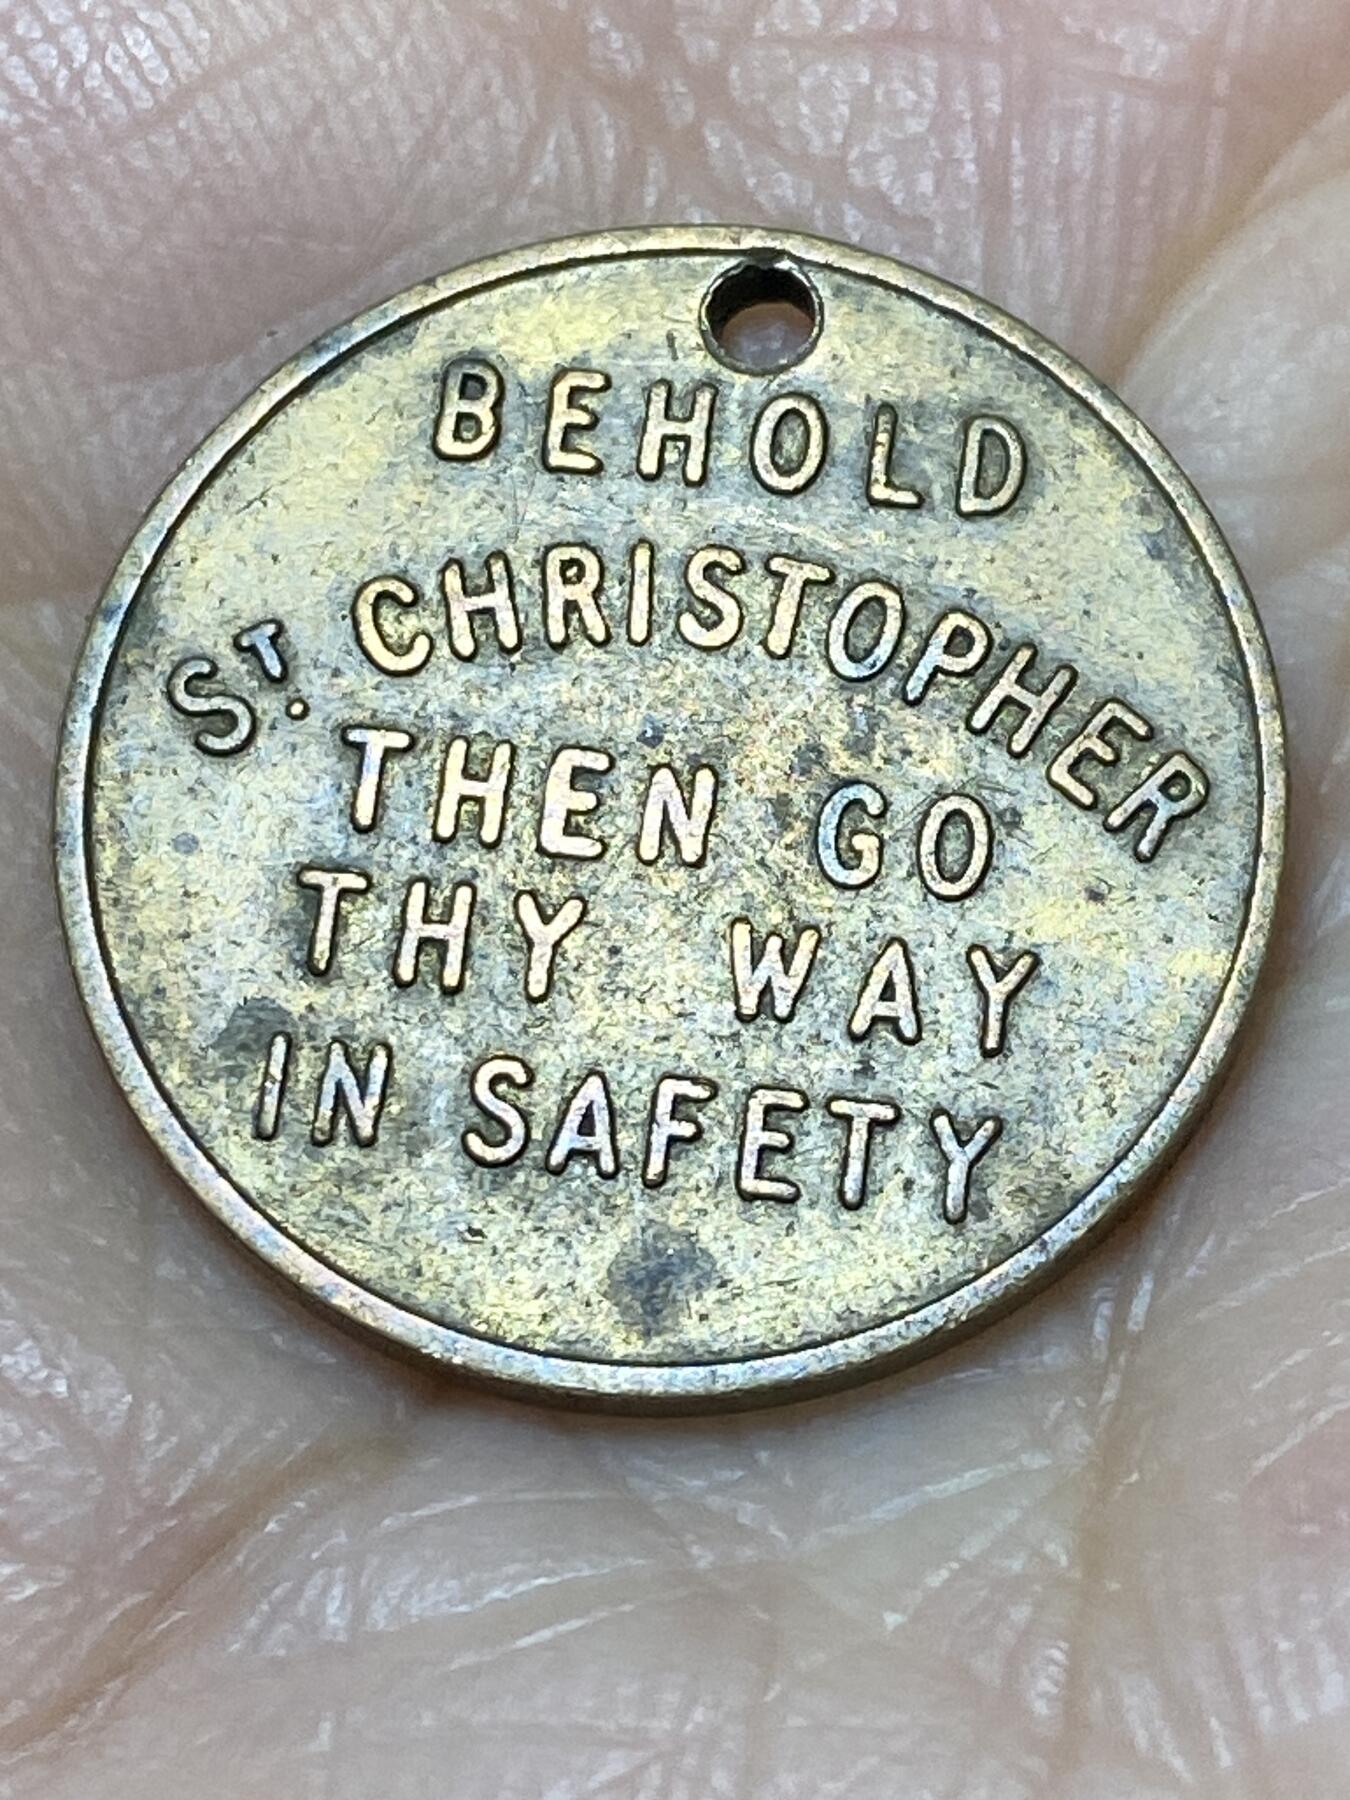 BEHOLD
ST. CHRISTOPHER
THEN GO
THY WAY
IN SAFETY